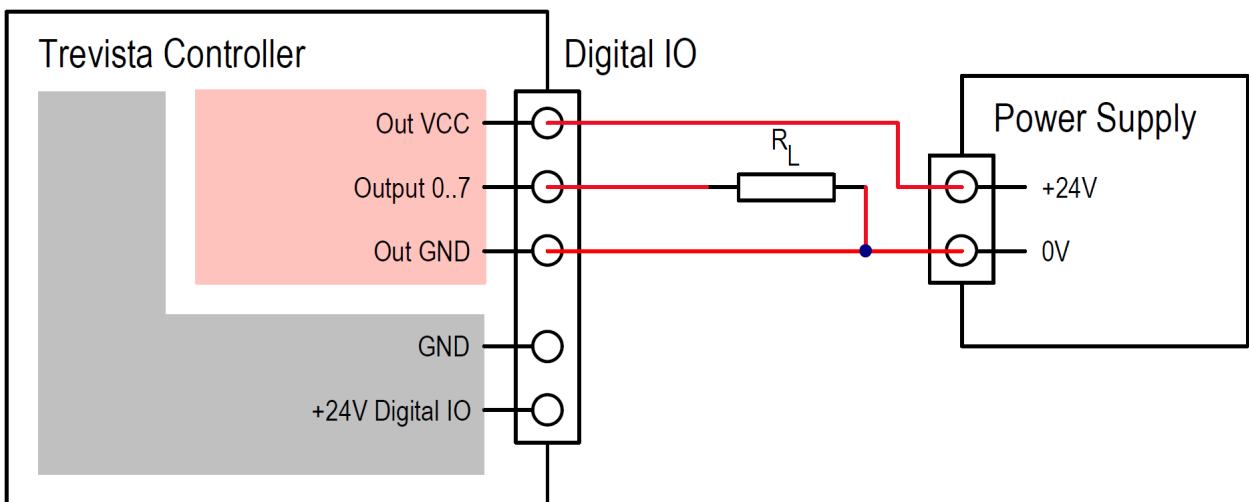 Trevista Controller
Digital IO
Power Supply
Out VCC
Output 0..7
Out GND
GND
+24V Digital IO
RL
+24V
0V